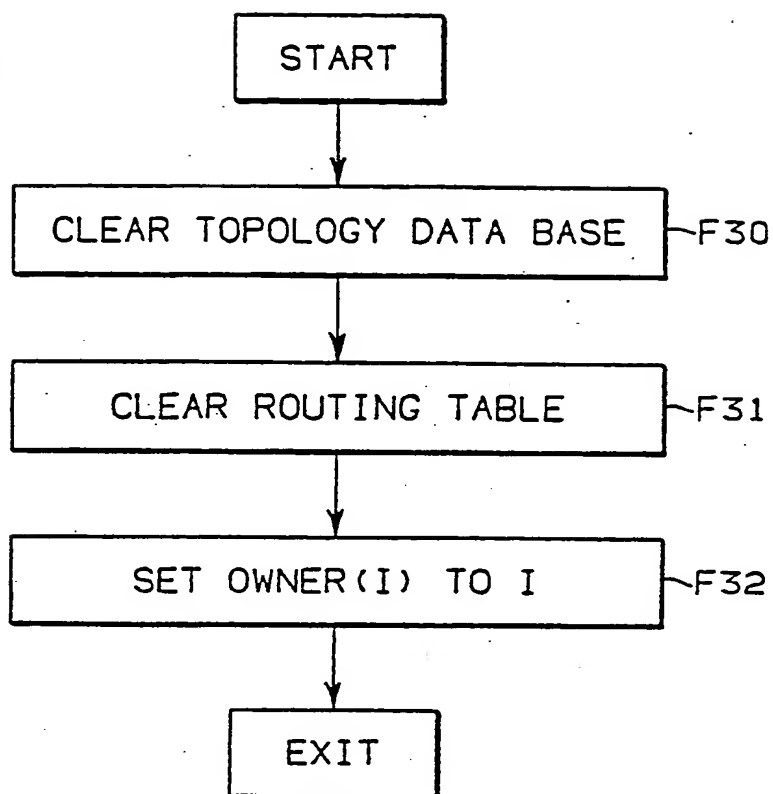 START
CLEAR TOPOLOGY DATA BASE F30
CLEAR ROUTING TABLE F31
SET OWNER(I) TO I F32
EXIT